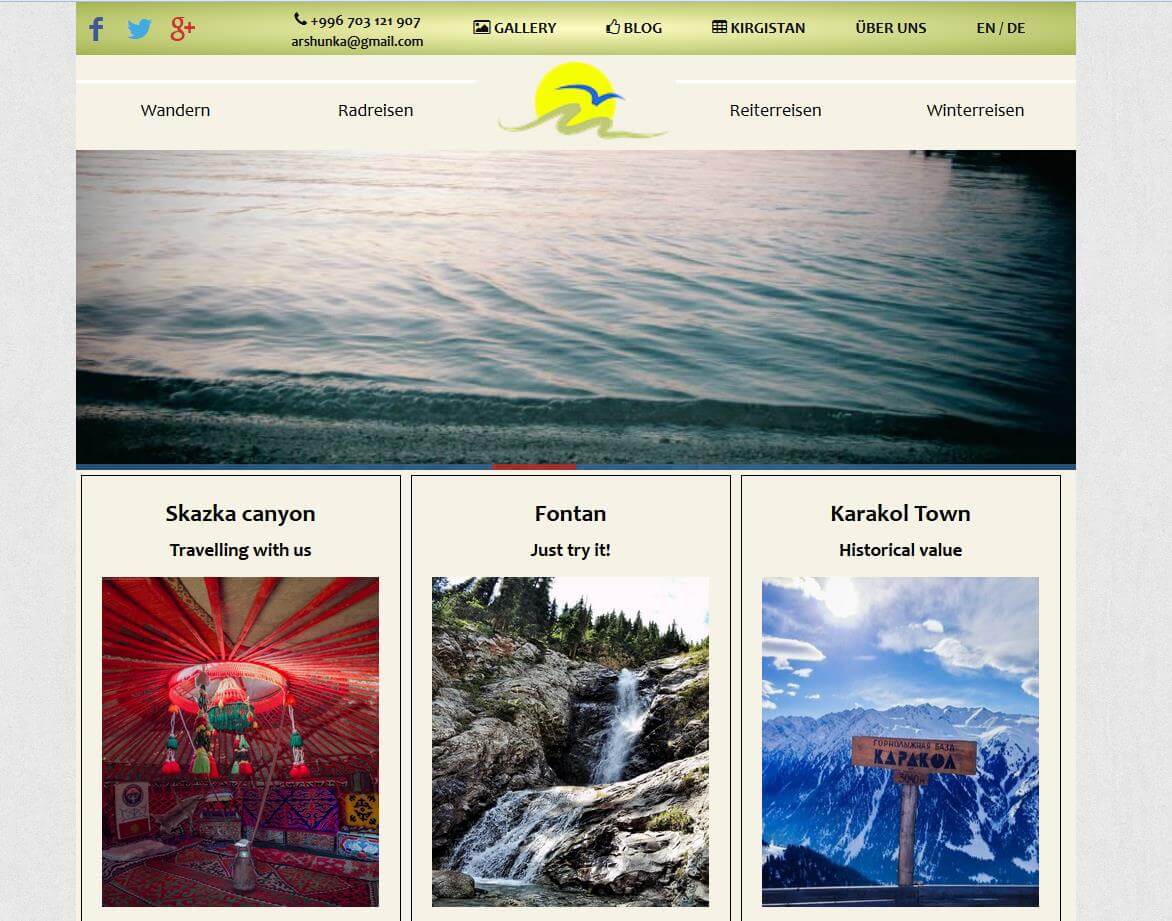 +996 703 121 907
arshunka@gmail.com
GALLERY
BLOG
KIRGISTAN
ÜBER UNS
EN / DE
Wandern
Radreisen
Reiterreisen
Winterreisen
Skazka canyon
Travelling with us
Fontan
Just try it!
Karakol Town
Historical value
ГОРНОЛЫЖНАЯ БАЗА
КАРАКОЛ